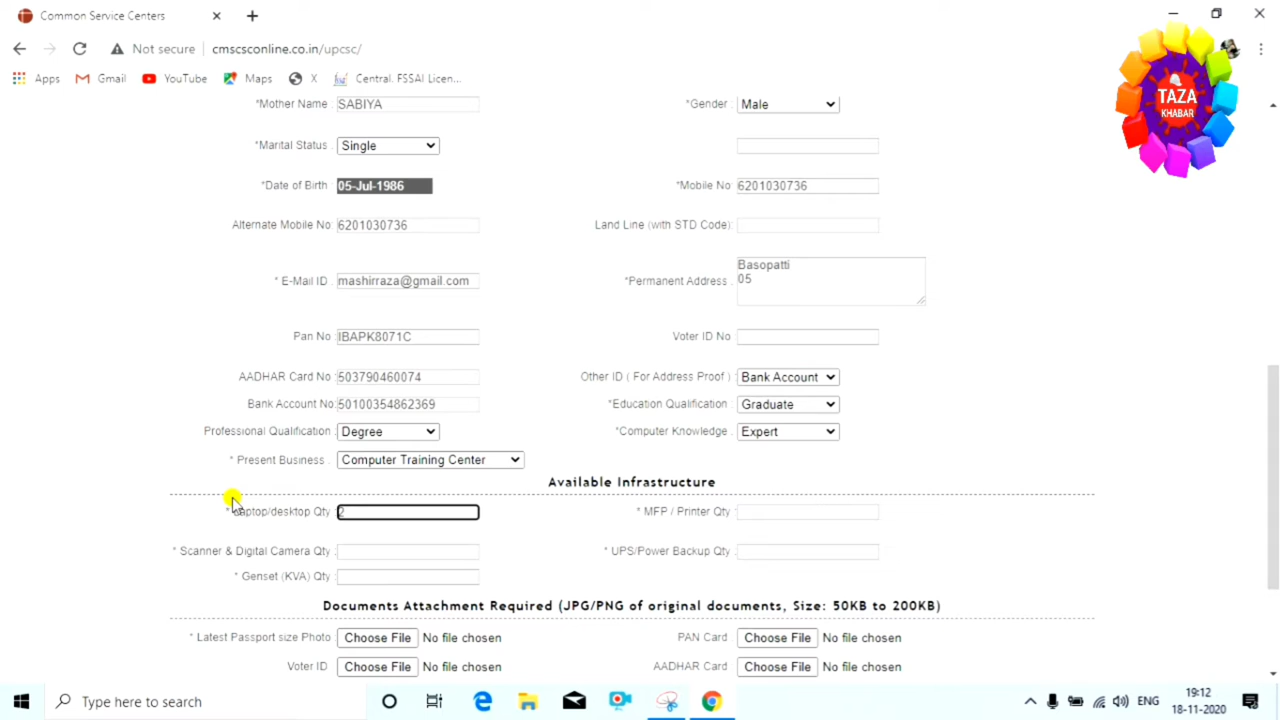 Common Service Centers
Not secure cmscsconline.co.in/upcsc/
Apps Gmail YouTube Maps X Central. FSSAI Licen...
TAZA
KHABAR
*Mother Name : SABIYA *Gender : Male
*Marital Status . Single
*Date of Birth : 05-Jul-1986 *Mobile No 6201030736
Alternate Mobile No: 6201030736 Land Line (with STD Code):
* E-Mail ID . mashirraza@gmail.com *Permanent Address . Basopatti
05
Pan No : IBAPK8071C Voter ID No
AADHAR Card No : 503790460074 Other ID ( For Address Proof ) : Bank Account
Bank Account No: 50100354862369 *Education Qualification : Graduate
Professional Qualification : Degree *Computer Knowledge . Expert
* Present Business . Computer Training Center
Available Infrastructure
* Laptop/desktop Qty : 2 * MFP / Printer Qty :
* Scanner & Digital Camera Qty : * UPS/Power Backup Qty :
* Genset (KVA) Qty :
Documents Attachment Required (JPG/PNG of original documents, Size: 50KB to 200KB)
* Latest Passport size Photo : Choose File No file chosen PAN Card : Choose File No file chosen
Voter ID : Choose File No file chosen AADHAR Card : Choose File No file chosen
Type here to search ENG 19:12
18-11-2020